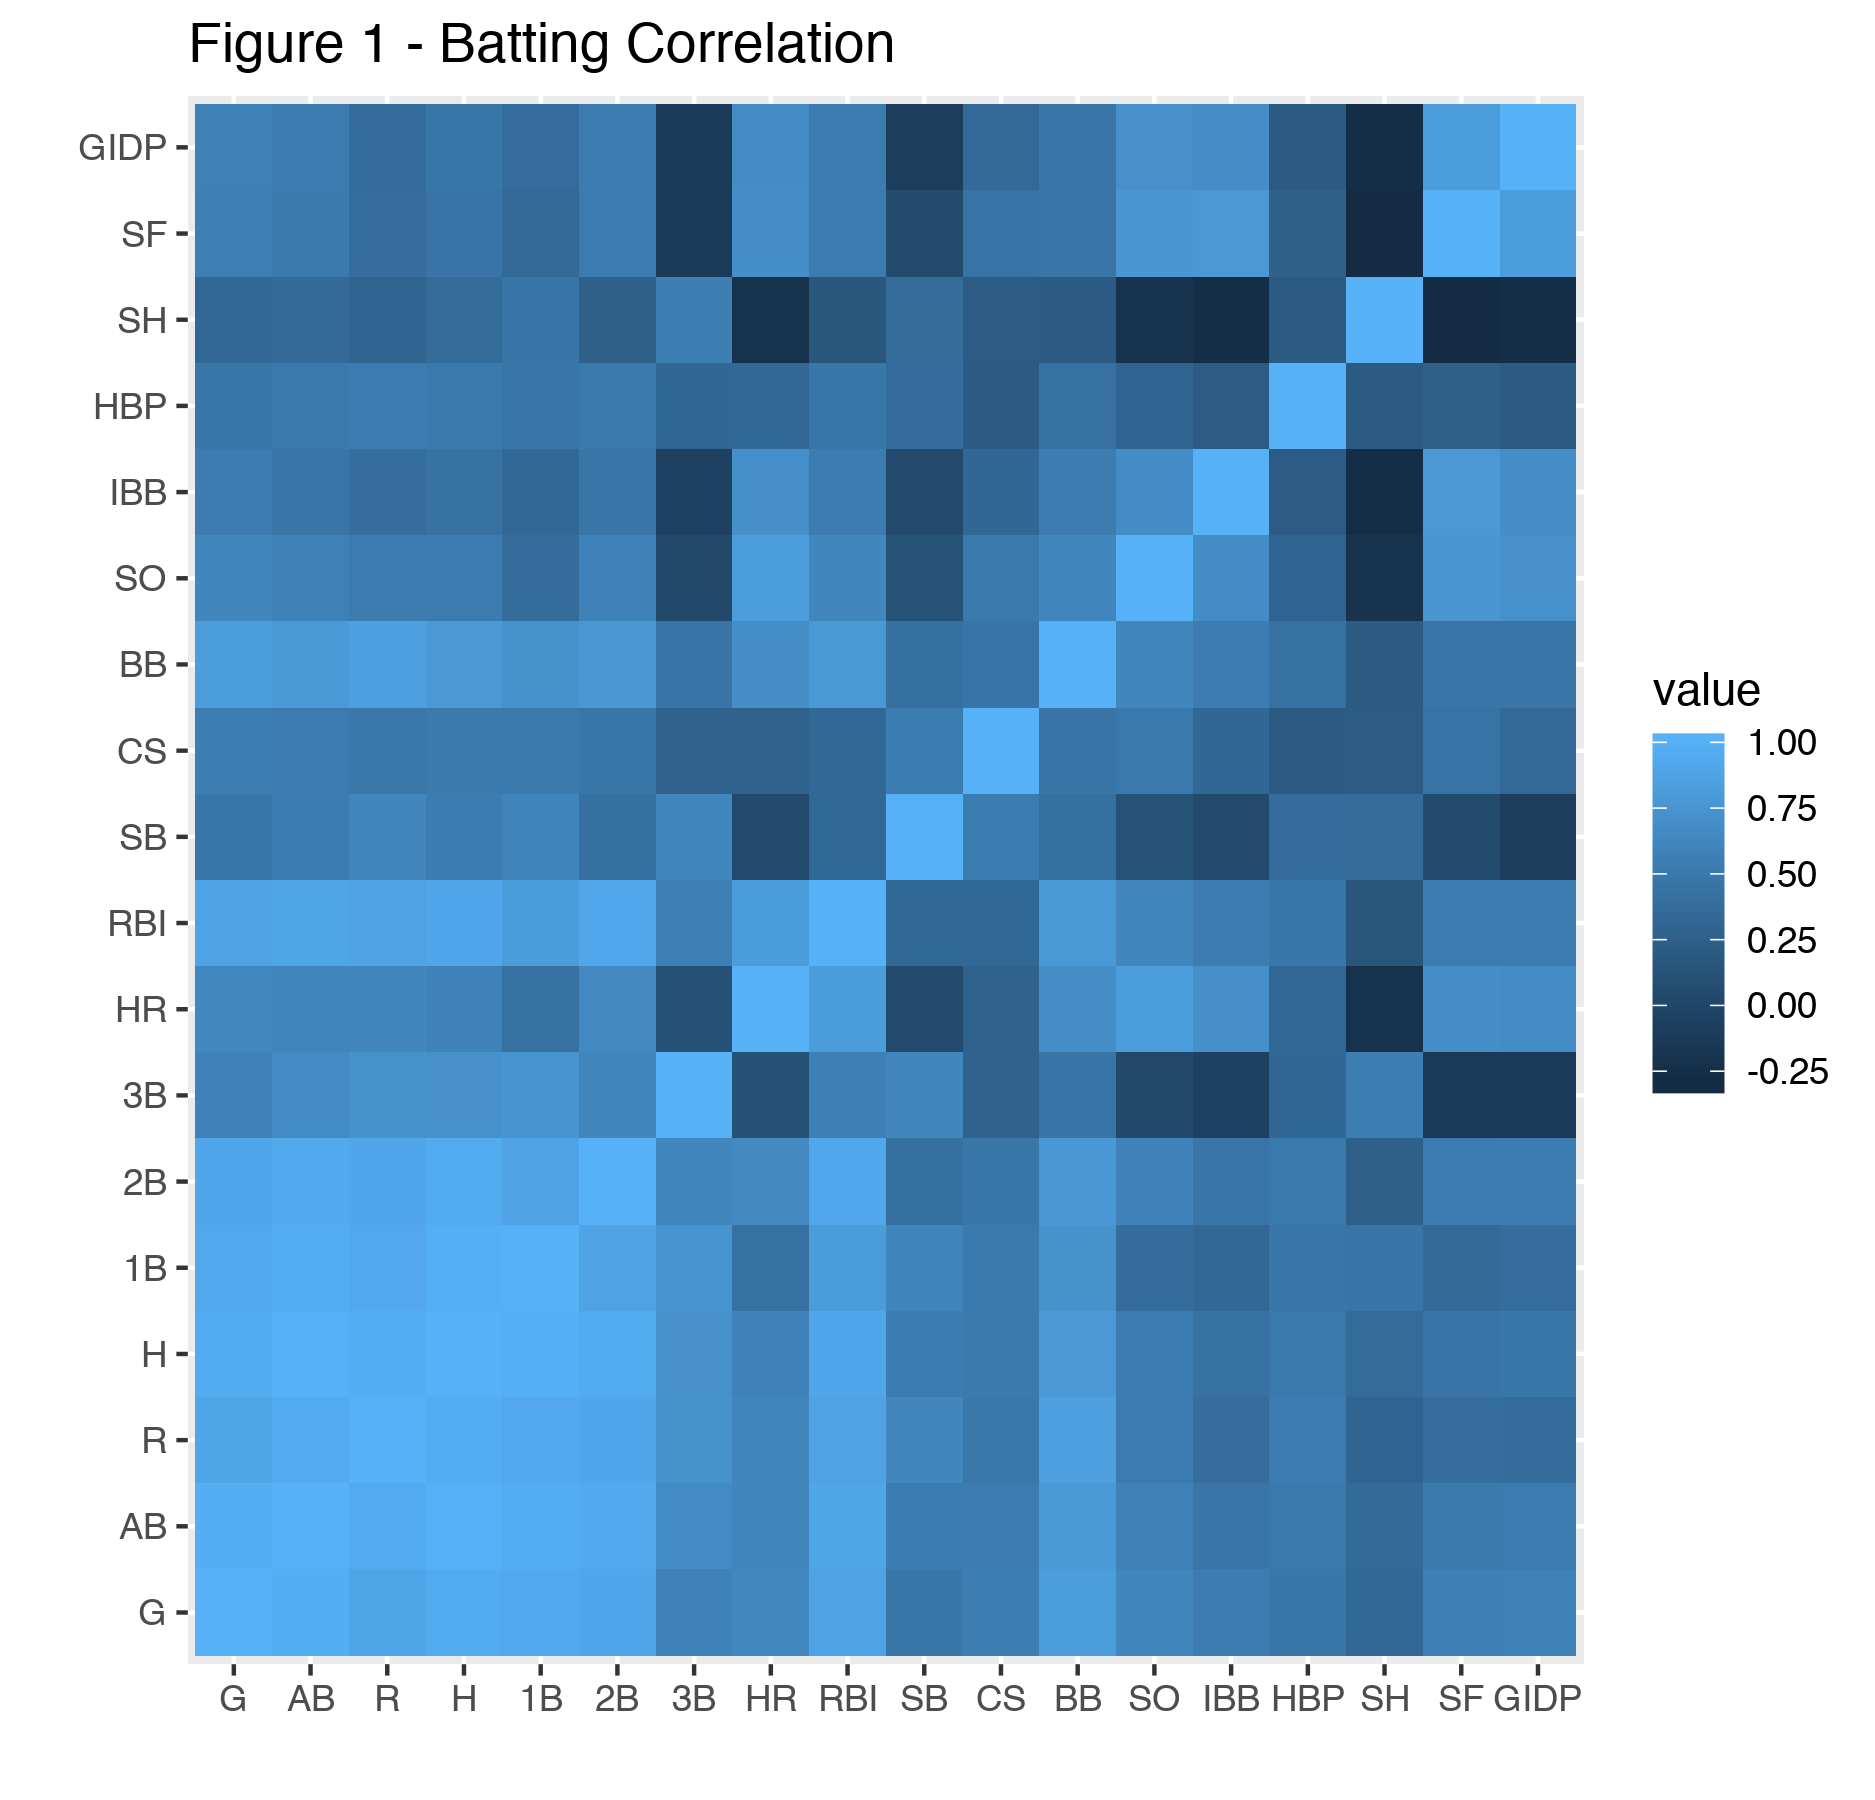 Figure 1 - Batting Correlation
GIDP
SF
SH
HBP
IBB
SO
BB
CS
SB
RBI
HR
3B
2B
1B
H
R
AB
G
G AB R H 1B 2B 3B HR RBI SB CS BB SO IBB HBP SH SF GIDP
value
1.00
0.75
0.50
0.25
0.00
-0.25